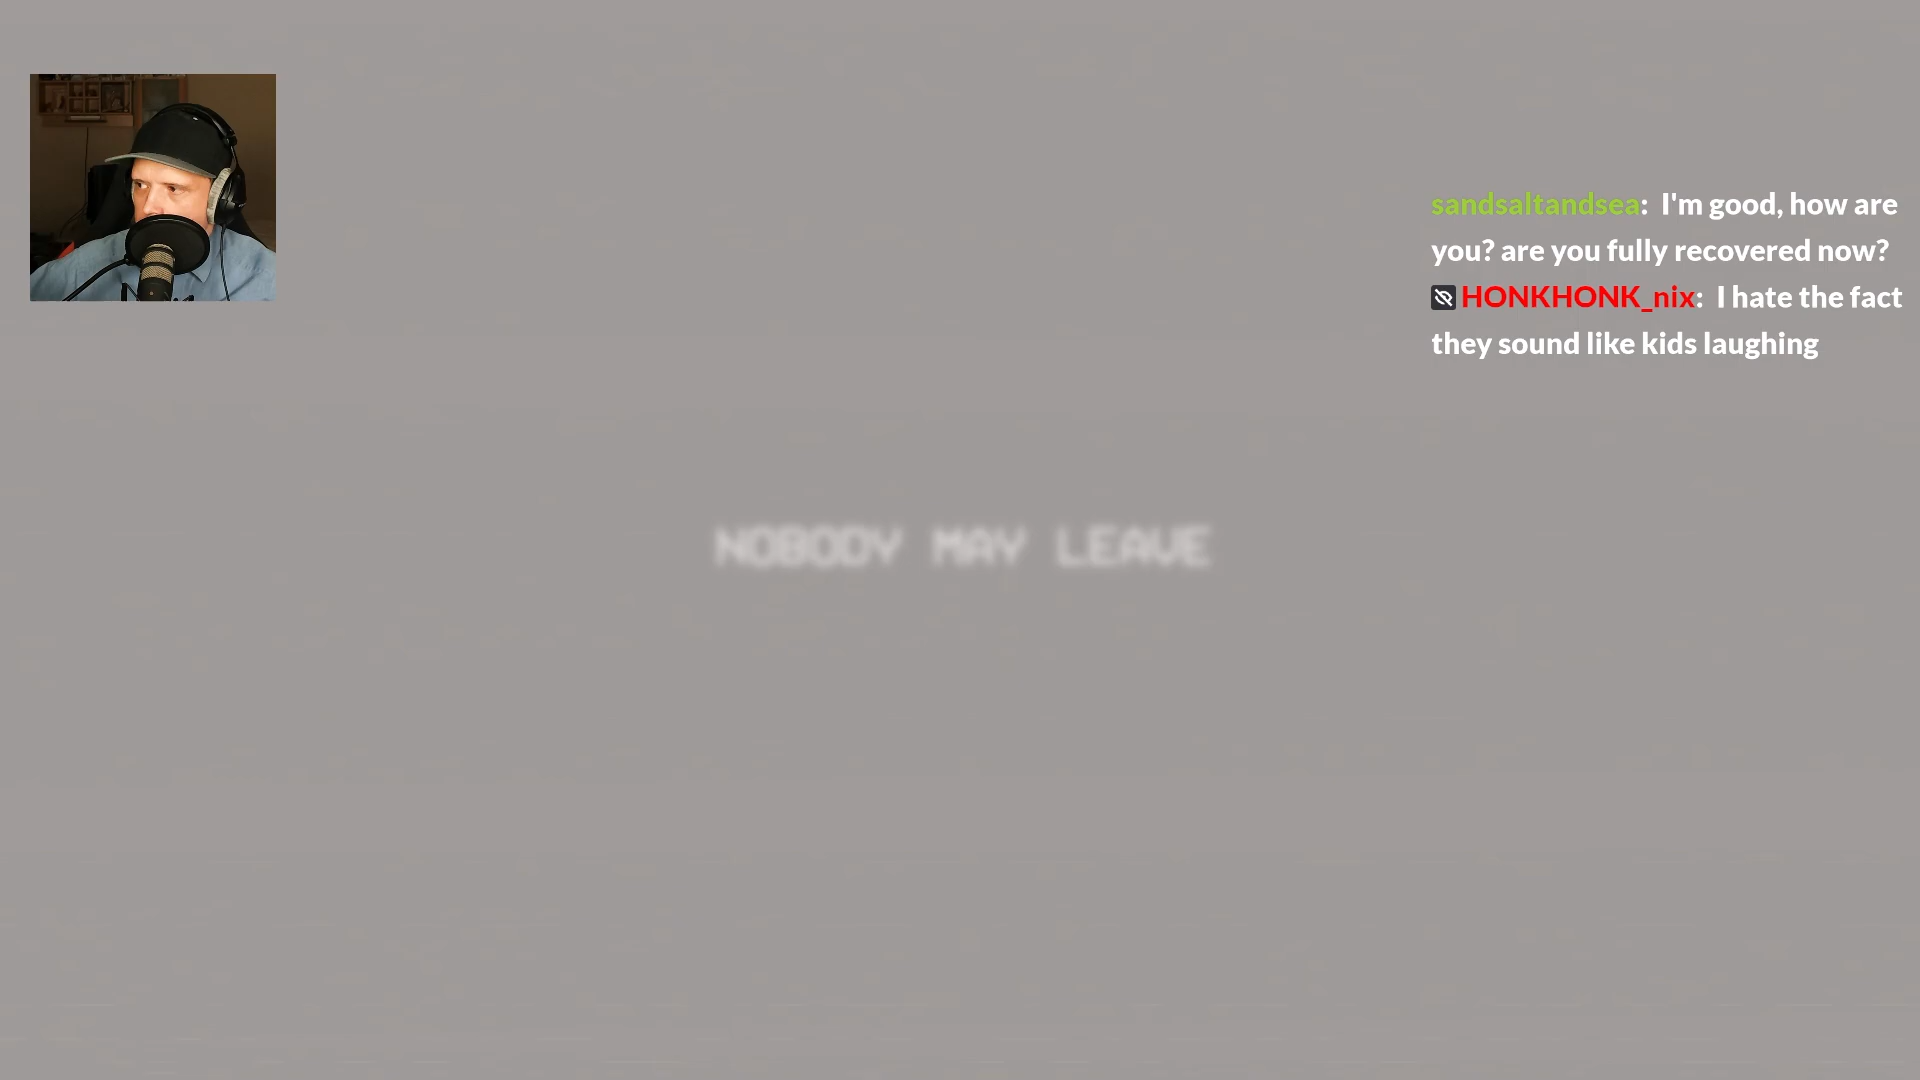 sandsaltandsea: I'm good, how are
you? are you fully recovered now?
HONKHONK_nix: I hate the fact
they sound like kids laughing
NOBODY MAY LEAVE